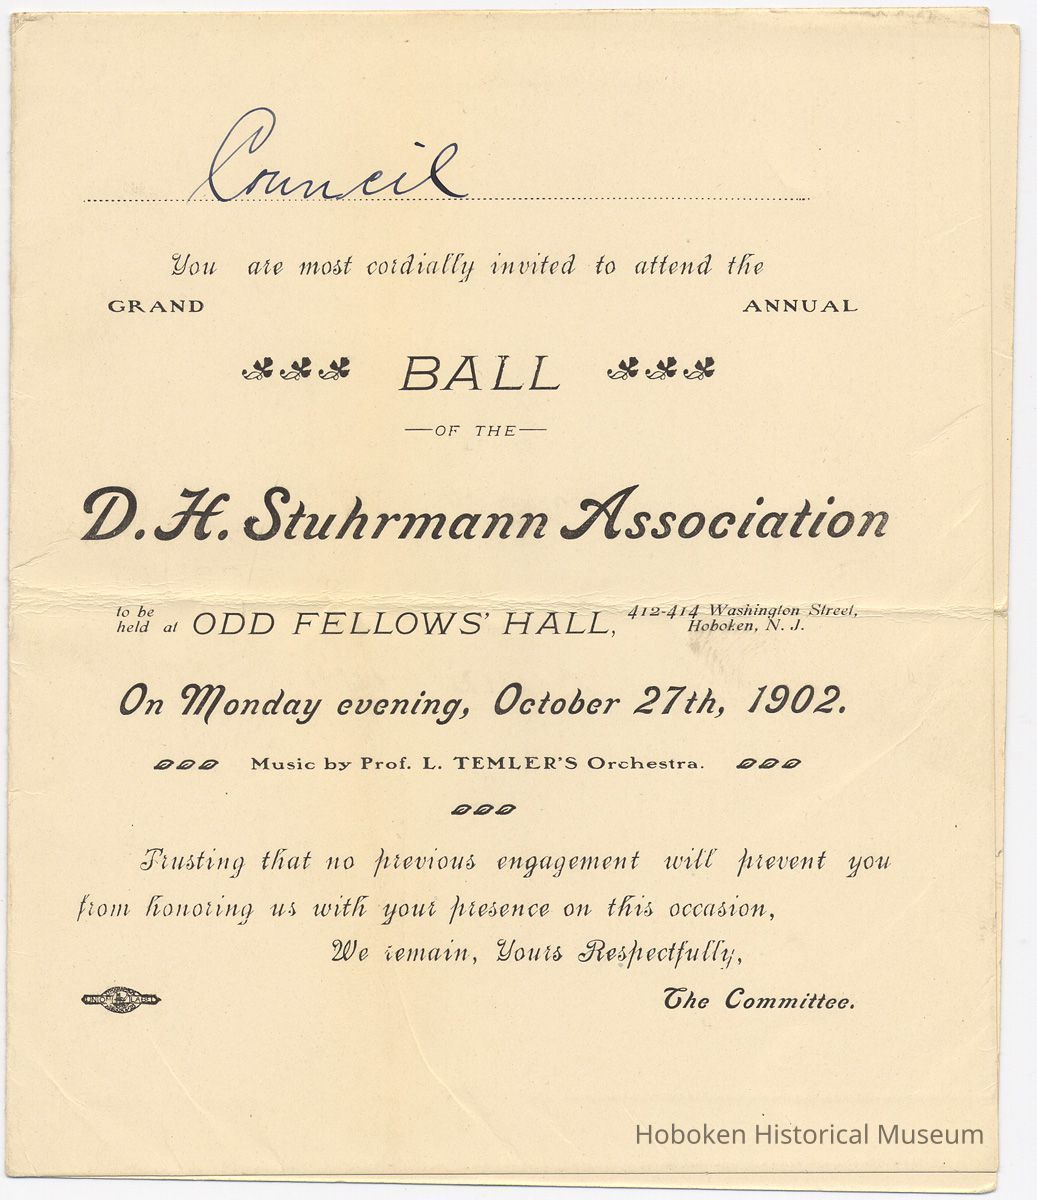 Council
You are most cordially invited to attend the
GRAND ANNUAL
BALL
—OF THE—
D. H. Stuhrmann Association
to be held at ODD FELLOWS' HALL, 412-414 Washington Street, Hoboken, N. J.
On Monday evening, October 27th, 1902.
Music by Prof. L. TEMLER'S Orchestra.
Trusting that no previous engagement will prevent you
from honoring us with your presence on this occasion,
We remain, Yours Respectfully,
The Committee.
UNION LABEL
Hoboken Historical Museum